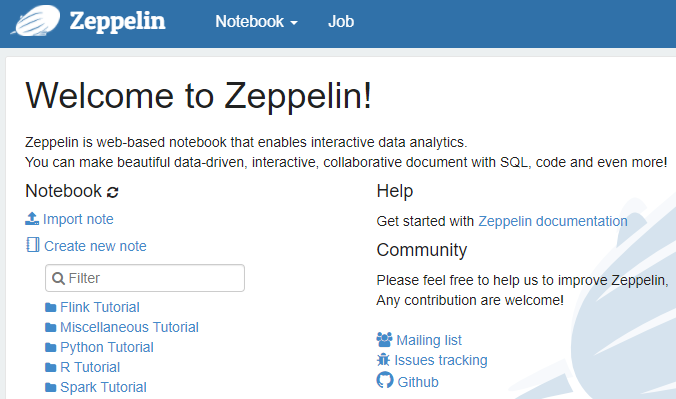 Zeppelin
Notebook
Job
Welcome to Zeppelin!
Zeppelin is web-based notebook that enables interactive data analytics.
You can make beautiful data-driven, interactive, collaborative document with SQL, code and even more!
Notebook
Import note
Create new note
Filter
Flink Tutorial
Miscellaneous Tutorial
Python Tutorial
R Tutorial
Spark Tutorial
Help
Get started with Zeppelin documentation
Community
Please feel free to help us to improve Zeppelin,
Any contribution are welcome!
Mailing list
Issues tracking
Github